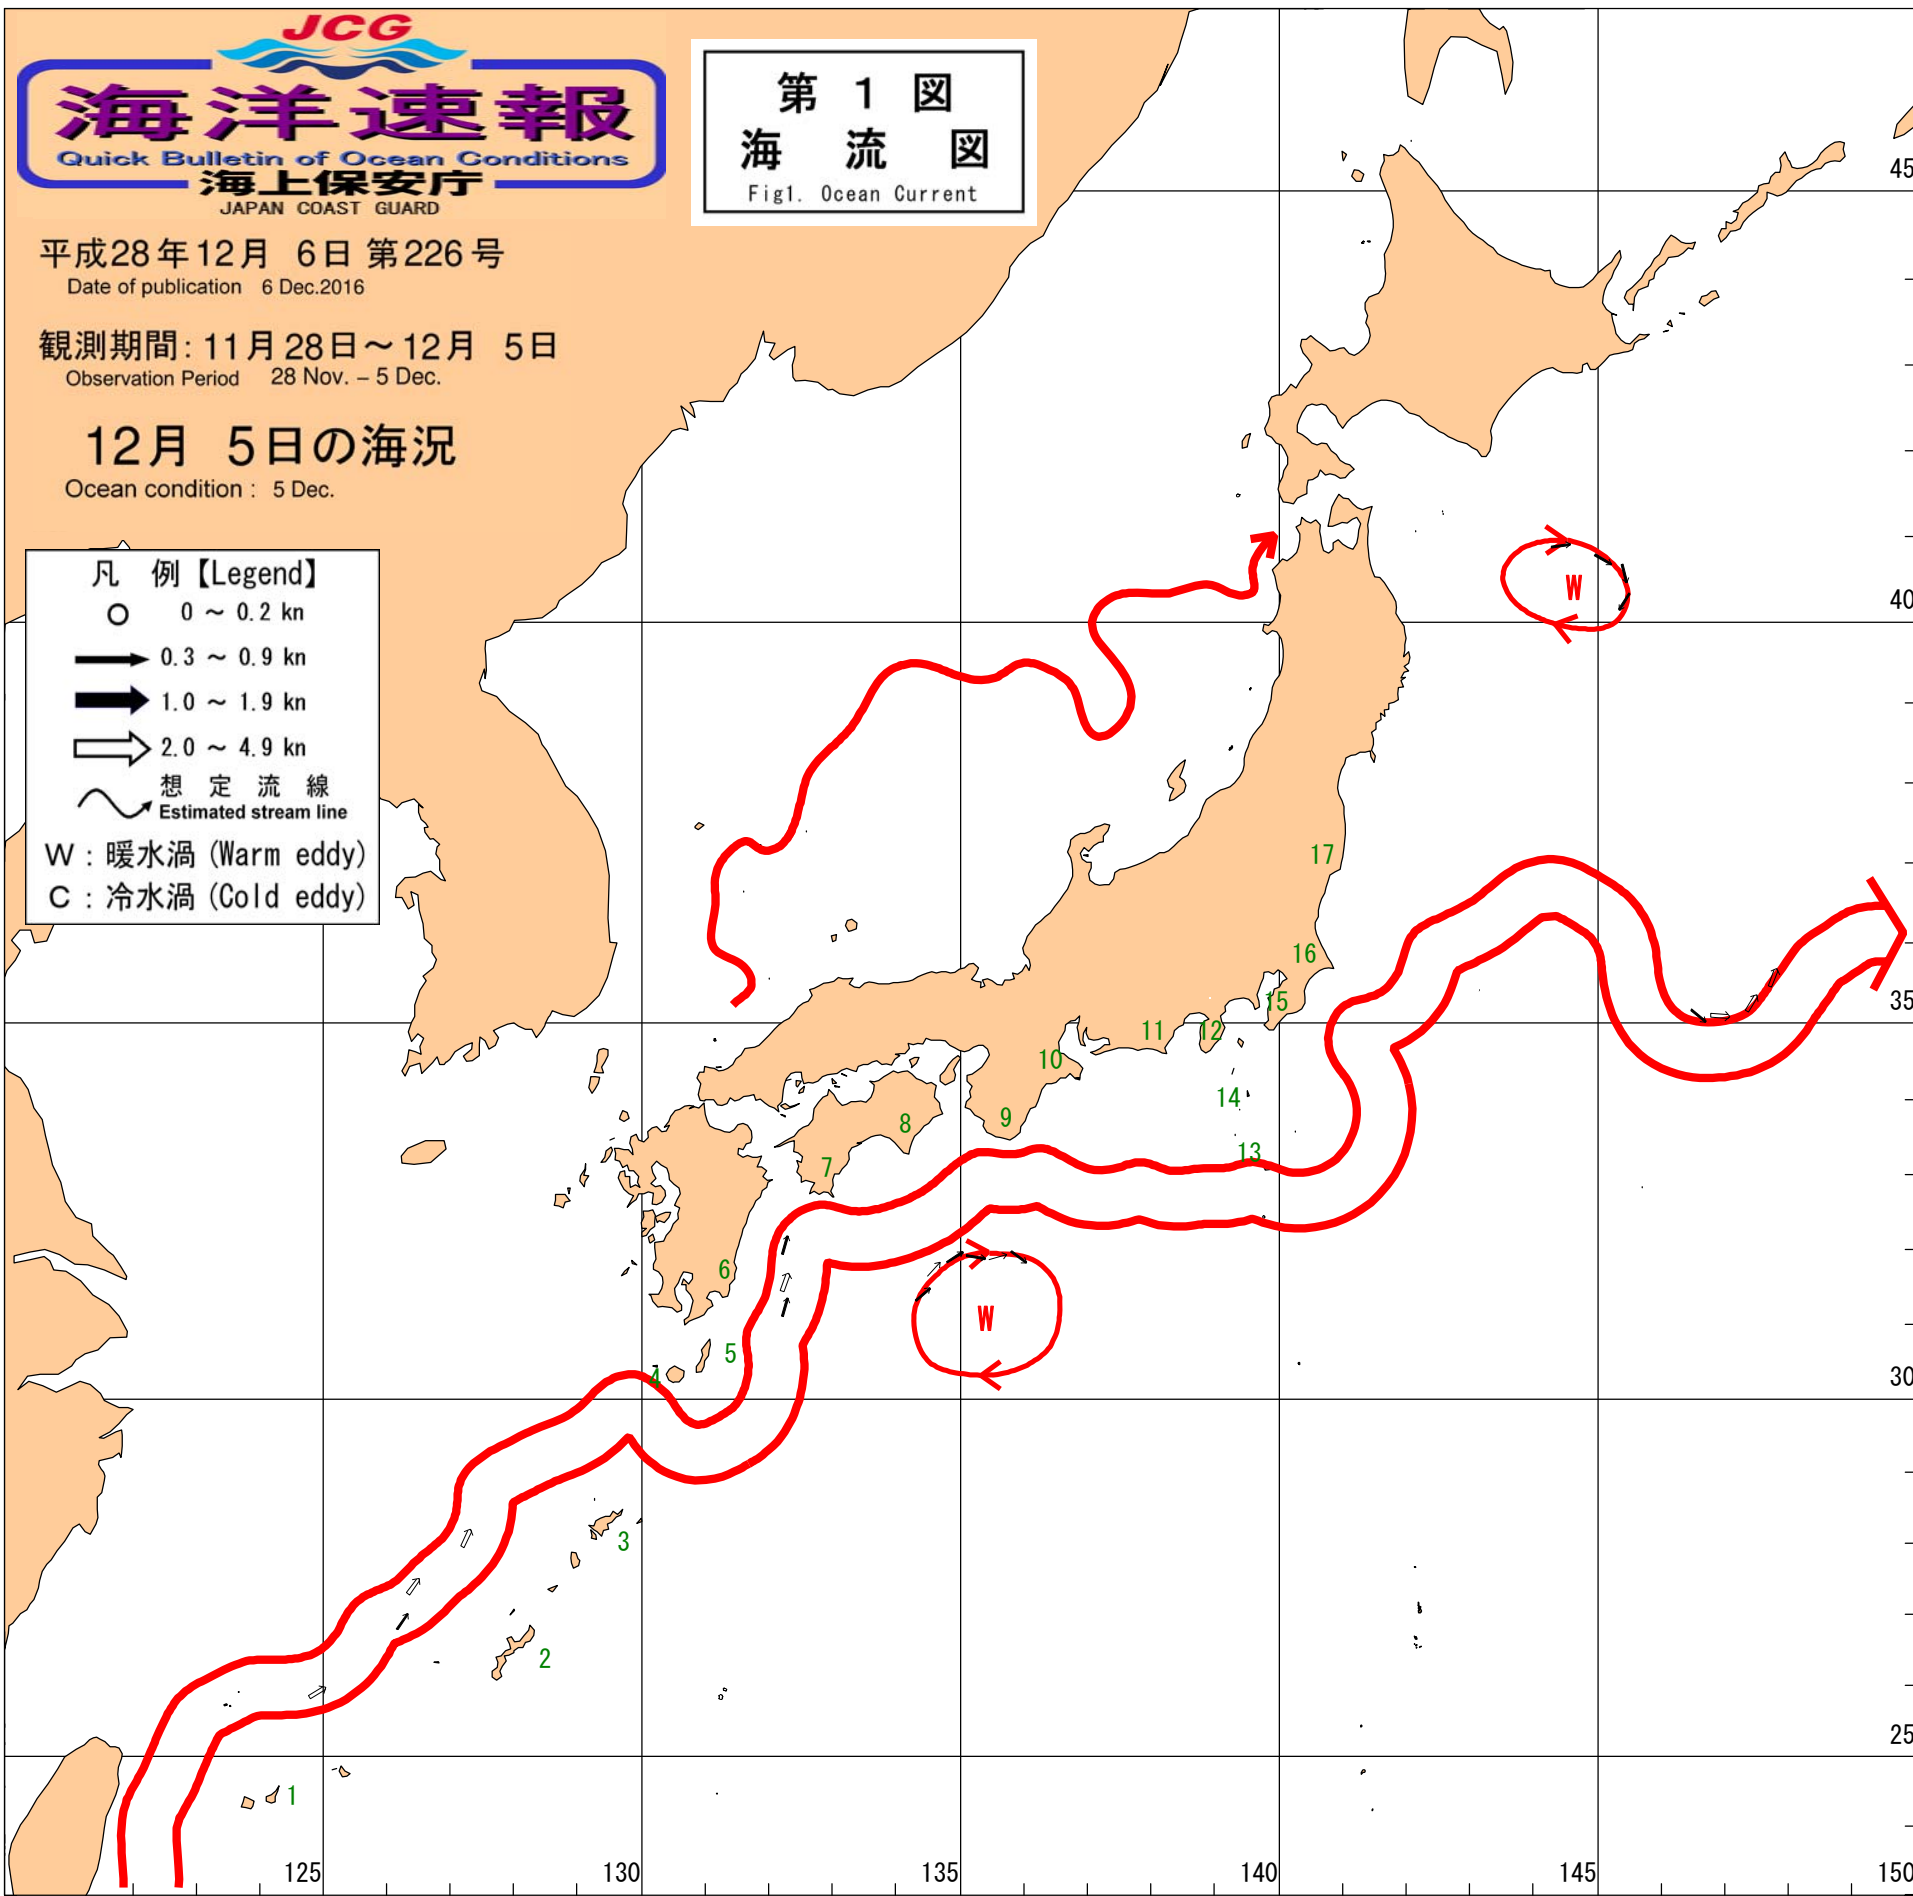 JCG
海洋速報
Quick Bulletin of Ocean Conditions
海上保安庁
JAPAN COAST GUARD
第 1 図
海 流 図
Fig1. Ocean Current
平成28年12月 6日 第226号
Date of publication 6 Dec.2016
観測期間: 11月28日～12月 5日
Observation Period 28 Nov. – 5 Dec.
12月 5日の海況
Ocean condition : 5 Dec.
凡 例【Legend】
0 ～ 0.2 kn
0.3 ～ 0.9 kn
1.0 ～ 1.9 kn
2.0 ～ 4.9 kn
想 定 流 線
Estimated stream line
W : 暖水渦 (Warm eddy)
C : 冷水渦 (Cold eddy)
45
40
W
17
16
35
15
11
12
10
14
9
8
13
7
6
W
5
4
30
3
2
25
1
125
130
135
140
145
150